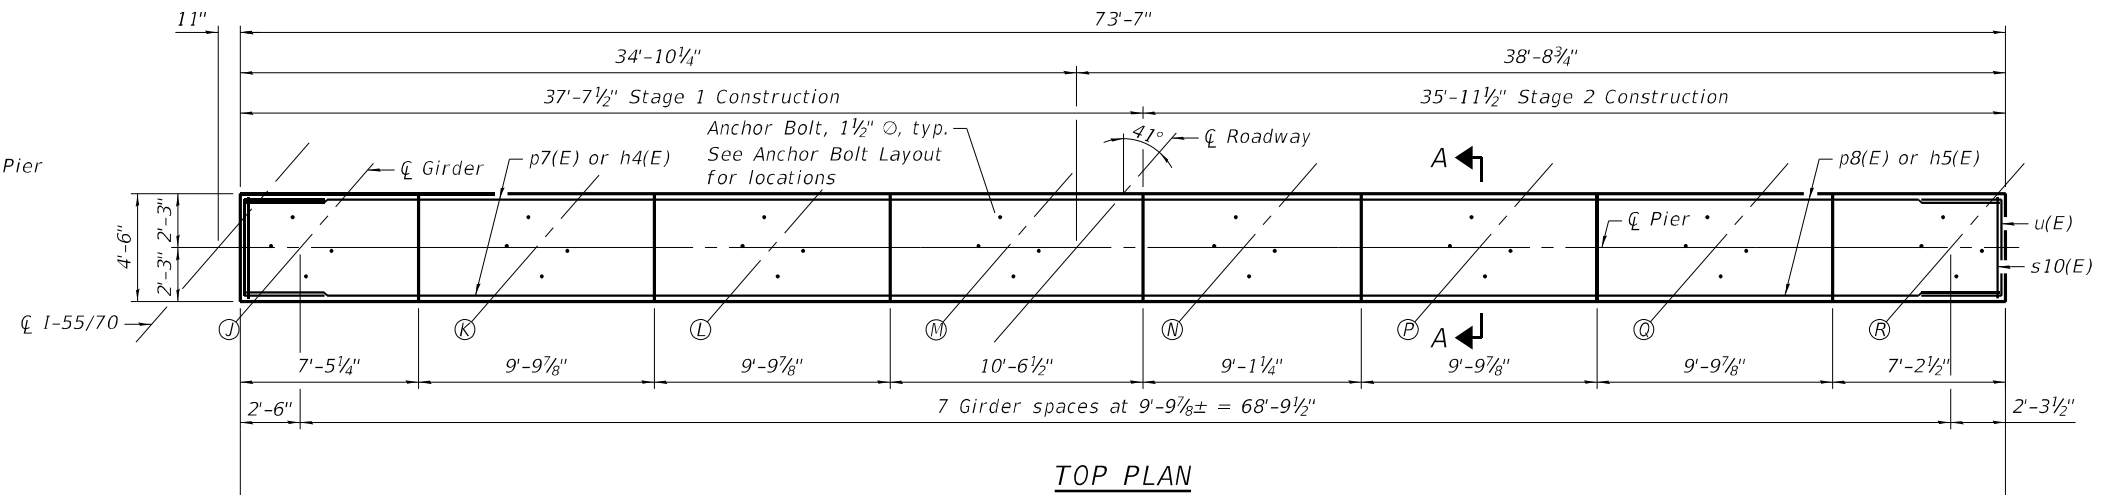 11" 73'-7"
34'-10¼" 38'-8¾"
37'-7½" Stage 1 Construction 35'-11½" Stage 2 Construction
Anchor Bolt, 1½" ∅, typ.
See Anchor Bolt Layout
for locations
41°
℄ Roadway
Pier
℄ Girder
p7(E) or h4(E)
A
p8(E) or h5(E)
4'-6"
2'-3"
2'-3"
℄ Pier
u(E)
s10(E)
℄ I-55/70
J K L M N P Q R
A
7'-5¼" 9'-9⅞" 9'-9⅞" 10'-6½" 9'-1¼" 9'-9⅞" 9'-9⅞" 7'-2½"
2'-6" 7 Girder spaces at 9'-9⅞± = 68'-9½" 2'-3½"
TOP PLAN